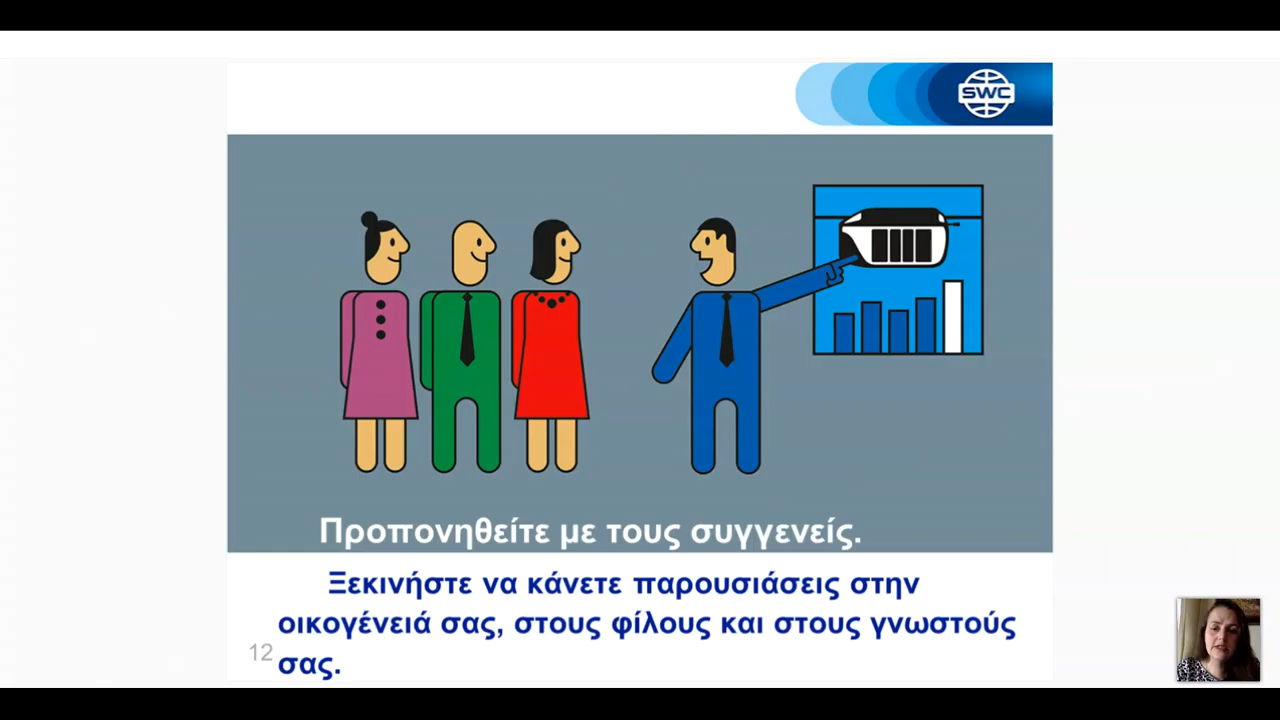 SWC
Προπονηθείτε με τους συγγενείς.
Ξεκινήστε να κάνετε παρουσιάσεις στην
οικογένειά σας, στους φίλους και στους γνωστούς
12 σας.